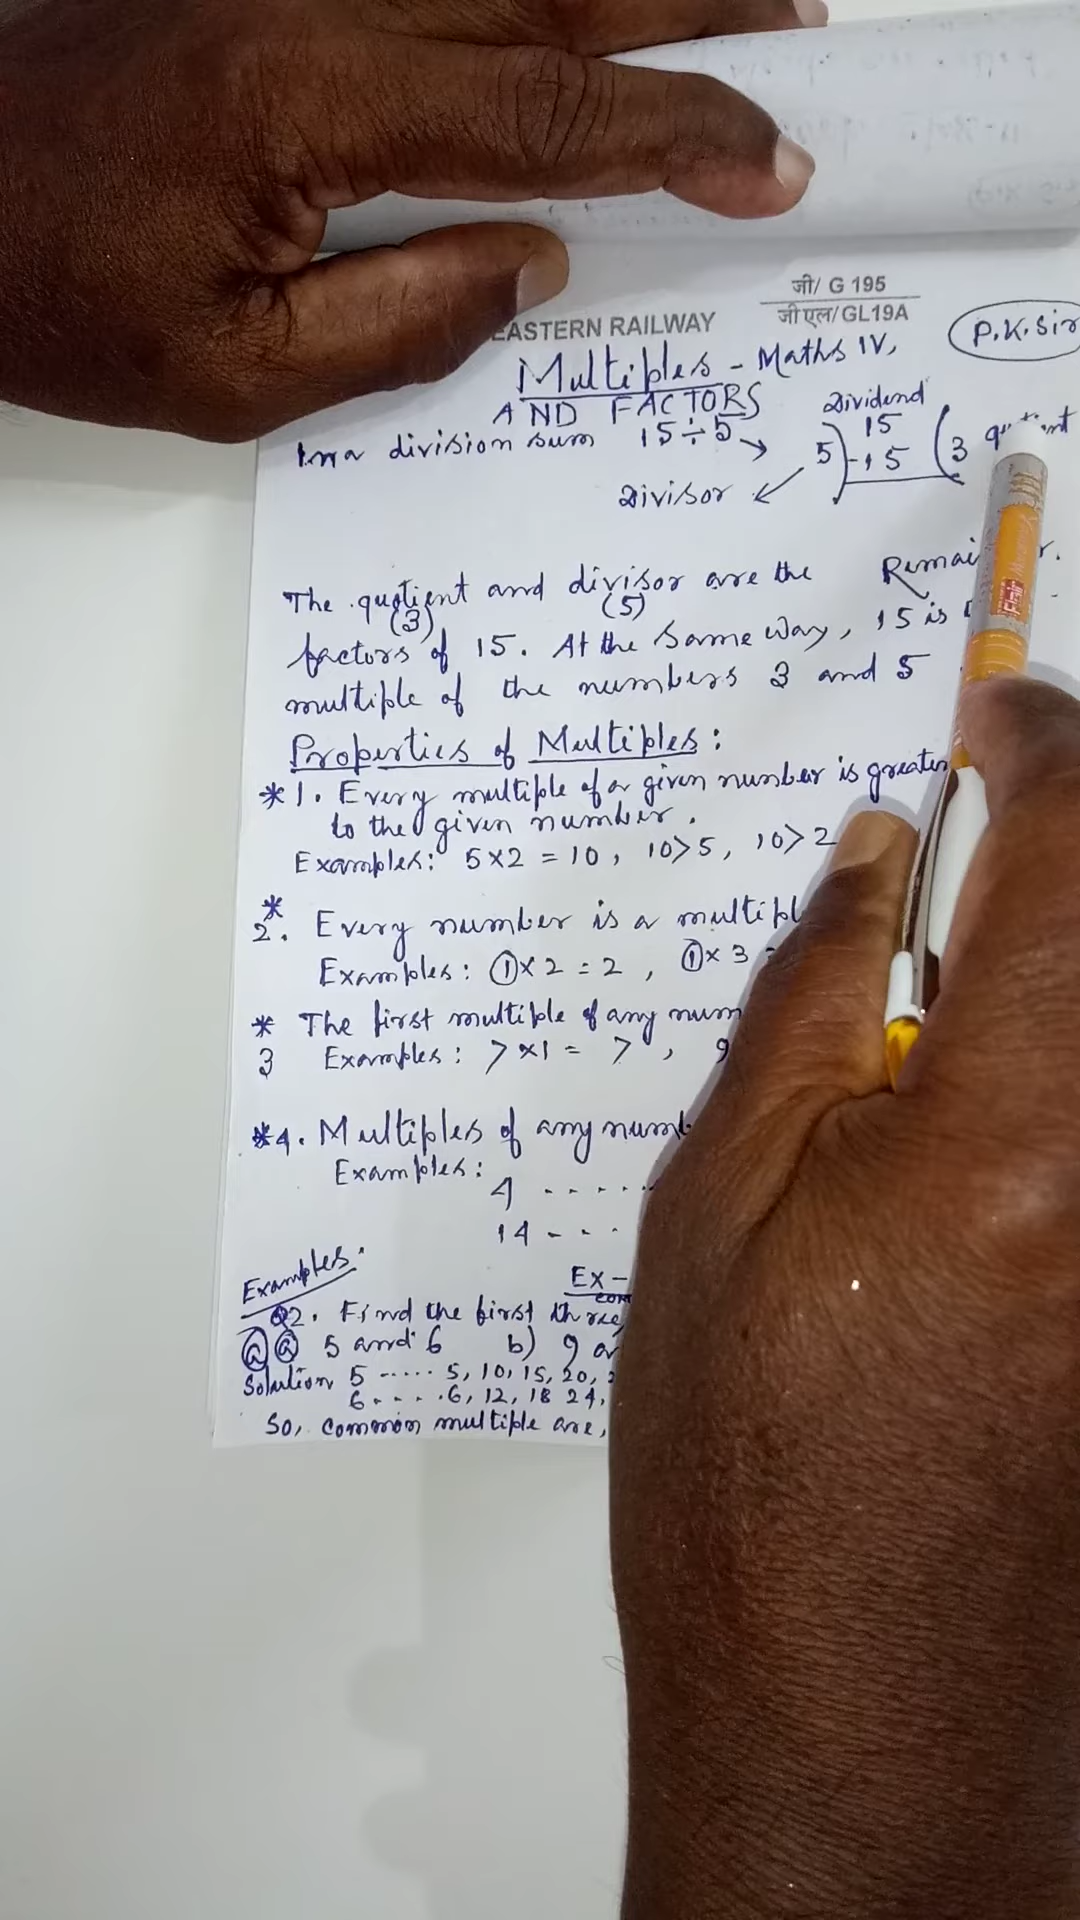 जी/ G 195
EASTERN RAILWAY जीएल/GL19A
P.K.Sir
Multiples - Maths IV,
AND FACTORS
Dividend
In a division sum 15÷5 → 5) 15 (3
-15
Divisor
The quotient and divisor are the
(3) (5)
factors of 15. At the same way, 15 is
multiple of the numbers 3 and 5
Properties of Multiples:
*1. Every multiple of a given number is greater
to the given number.
Examples: 5×2=10, 10>5, 10>2
*
2. Every number is a
Examples: ①×2=2, ①×3
* The first multiple of any
3 Examples: 7×1= 7, 9
*4. Multiples of any
Examples:
4 .....
14 ...
Examples:
Ex-
Q2. Find the first three
ⓐ ⓐ 5 and 6 b) 9
Solution 5 ..... 5, 10, 15, 20,
6.... 6, 12, 18 24,
So, common multiple are,